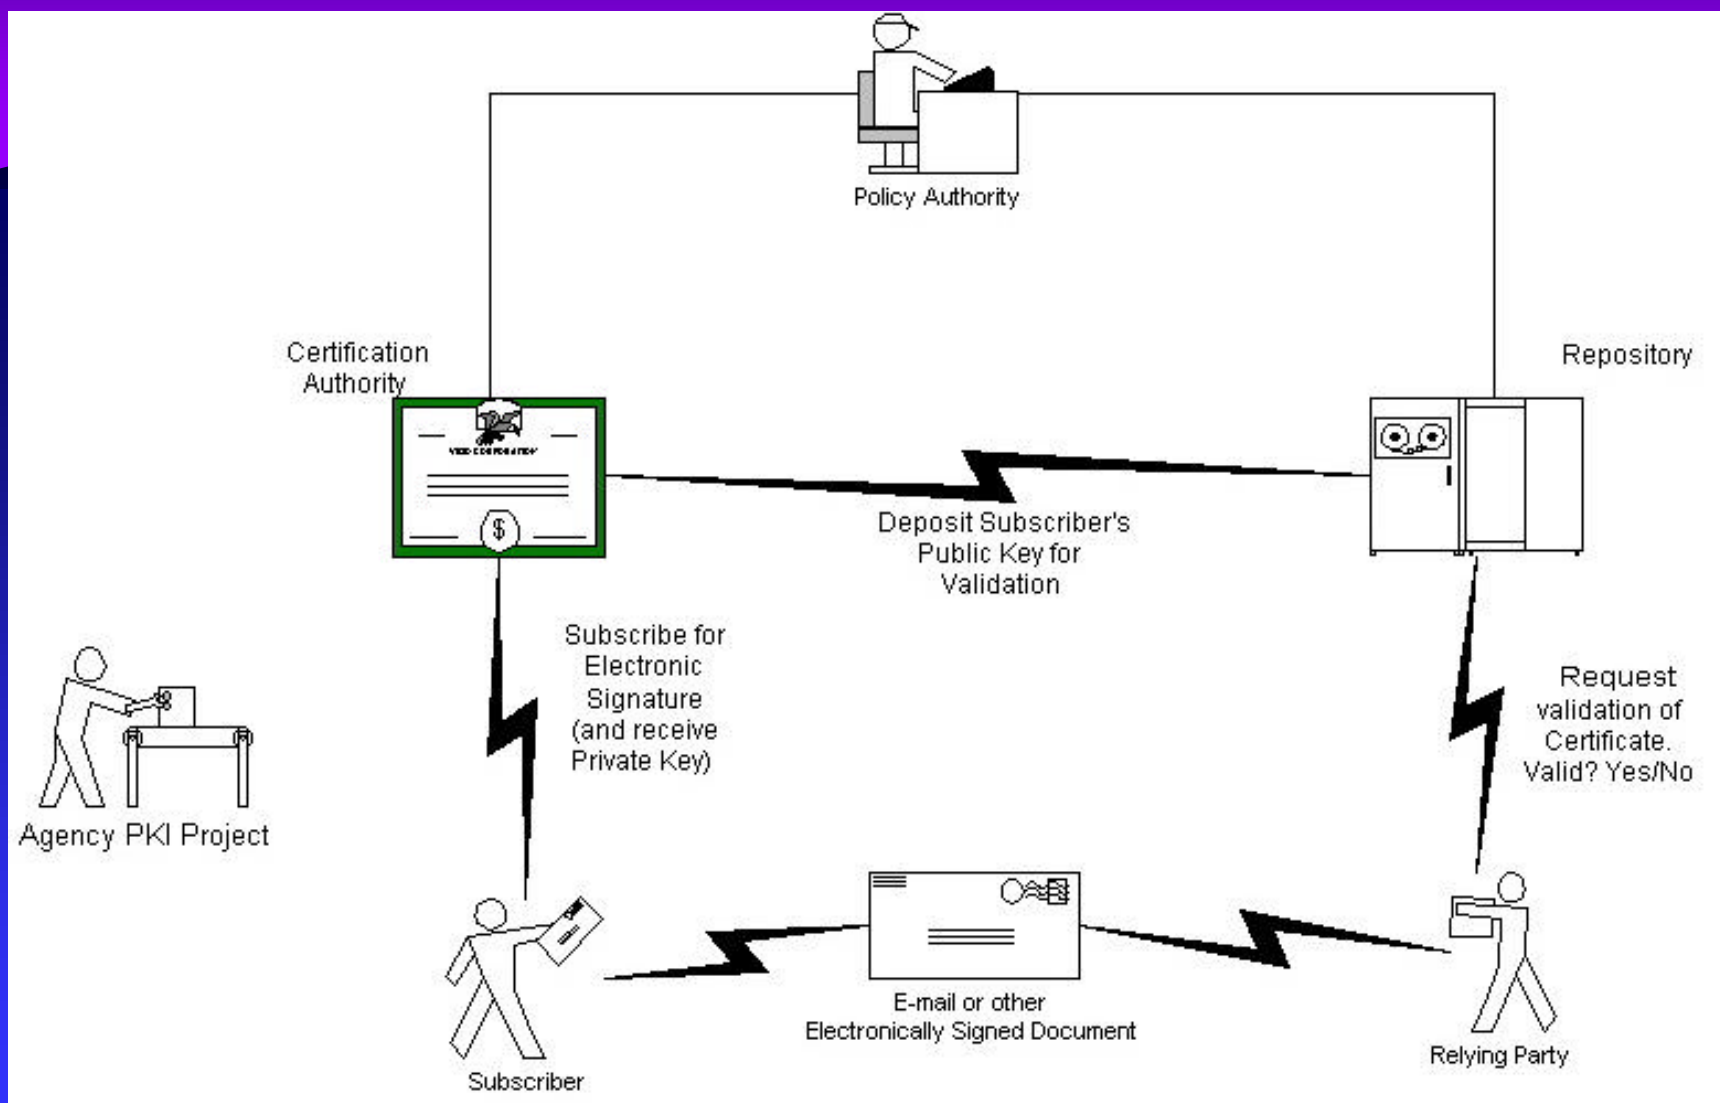 Policy Authority
Certification
Authority
Repository
$
Deposit Subscriber's
Public Key for
Validation
Subscribe for
Electronic
Signature
(and receive
Private Key)
Request
validation of
Certificate.
Valid? Yes/No
Agency PKI Project
E-mail or other
Electronically Signed Document
Relying Party
Subscriber